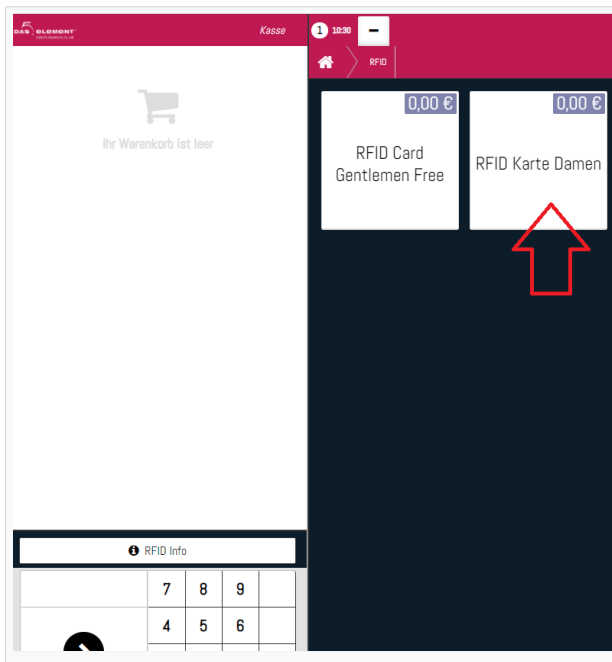 DAS 5 ELEMENT
Kasse
Ihr Warenkorb ist leer
RFID Info
7 8 9
4 5 6
1 10:30 –
RFID
0,00 €
RFID Card
Gentlemen Free
0,00 €
RFID Karte Damen